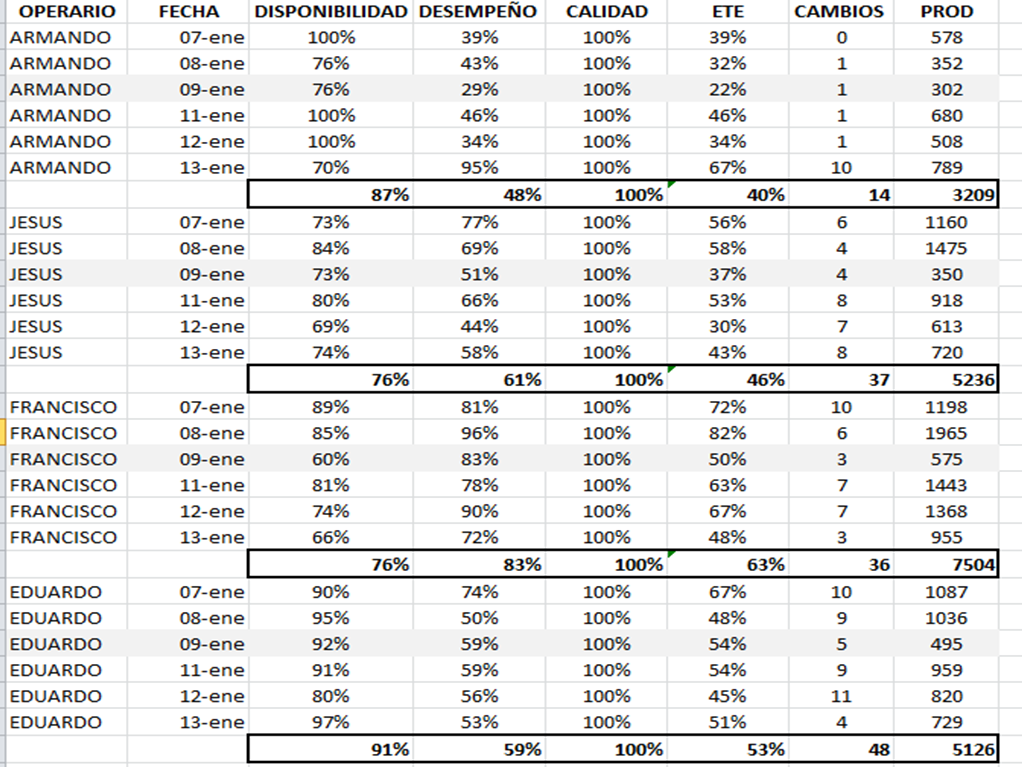 OPERARIO FECHA DISPONIBILIDAD DESEMPEÑO CALIDAD ETE CAMBIOS PROD
ARMANDO 07-ene 100% 39% 100% 39% 0 578
ARMANDO 08-ene 76% 43% 100% 32% 1 352
ARMANDO 09-ene 76% 29% 100% 22% 1 302
ARMANDO 11-ene 100% 46% 100% 46% 1 680
ARMANDO 12-ene 100% 34% 100% 34% 1 508
ARMANDO 13-ene 70% 95% 100% 67% 10 789
87% 48% 100% 40% 14 3209
JESUS 07-ene 73% 77% 100% 56% 6 1160
JESUS 08-ene 84% 69% 100% 58% 4 1475
JESUS 09-ene 73% 51% 100% 37% 4 350
JESUS 11-ene 80% 66% 100% 53% 8 918
JESUS 12-ene 69% 44% 100% 30% 7 613
JESUS 13-ene 74% 58% 100% 43% 8 720
76% 61% 100% 46% 37 5236
FRANCISCO 07-ene 89% 81% 100% 72% 10 1198
FRANCISCO 08-ene 85% 96% 100% 82% 6 1965
FRANCISCO 09-ene 60% 83% 100% 50% 3 575
FRANCISCO 11-ene 81% 78% 100% 63% 7 1443
FRANCISCO 12-ene 74% 90% 100% 67% 7 1368
FRANCISCO 13-ene 66% 72% 100% 48% 3 955
76% 83% 100% 63% 36 7504
EDUARDO 07-ene 90% 74% 100% 67% 10 1087
EDUARDO 08-ene 95% 50% 100% 48% 9 1036
EDUARDO 09-ene 92% 59% 100% 54% 5 495
EDUARDO 11-ene 91% 59% 100% 54% 9 959
EDUARDO 12-ene 80% 56% 100% 45% 11 820
EDUARDO 13-ene 97% 53% 100% 51% 4 729
91% 59% 100% 53% 48 5126